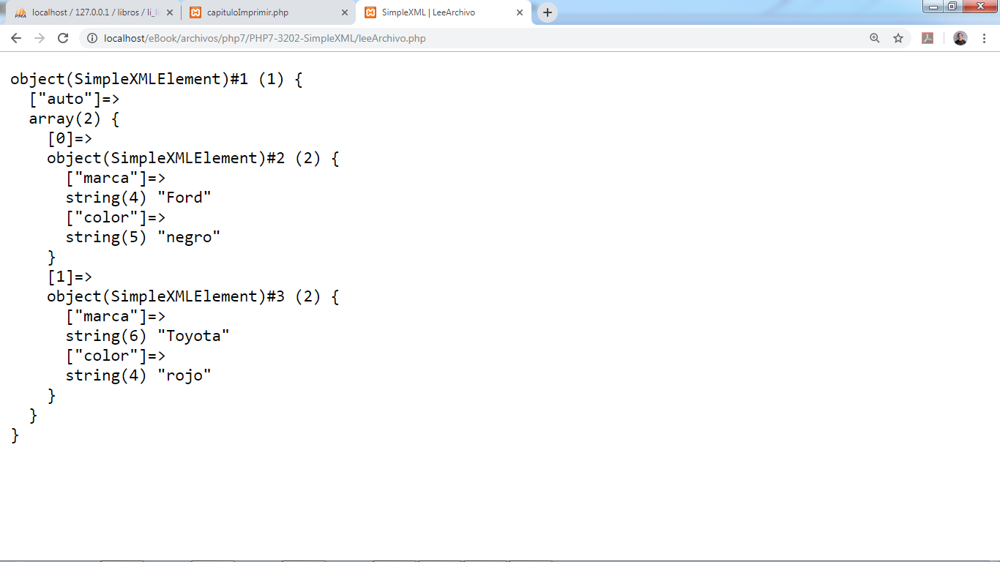 localhost / 127.0.0.1 / libros / li_li
capituloImprimir.php
SimpleXML | LeeArchivo
localhost/eBook/archivos/php7/PHP7-3202-SimpleXML/leeArchivo.php
object(SimpleXMLElement)#1 (1) {
["auto"]=>
array(2) {
[0]=>
object(SimpleXMLElement)#2 (2) {
["marca"]=>
string(4) "Ford"
["color"]=>
string(5) "negro"
}
[1]=>
object(SimpleXMLElement)#3 (2) {
["marca"]=>
string(6) "Toyota"
["color"]=>
string(4) "rojo"
}
}
}